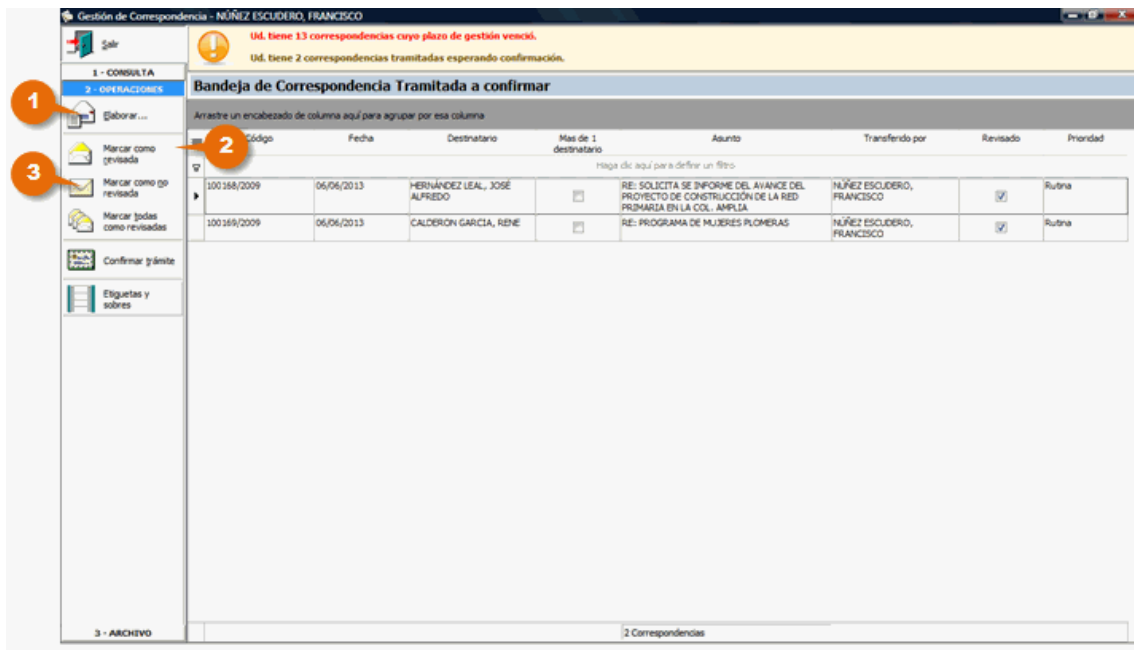 Gestión de Correspondencia - NÚÑEZ ESCUDERO, FRANCISCO
Salir
Ud. tiene 13 correspondencias cuyo plazo de gestión venció.
Ud. tiene 2 correspondencias tramitadas esperando confirmación.
1 - CONSULTA
2 - OPERACIONES
Bandeja de Correspondencia Tramitada a confirmar
1
Elaborar...
Arrastre un encabezado de columna aquí para agrupar por esa columna
2
Marcar como
revisada
Código Fecha Destinatario Mas de 1 Asunto Transferido por Revisado Prioridad
destinatario
Haga clic aquí para definir un filtro
3
Marcar como no
revisada
100168/2009 06/06/2013 HERNÁNDEZ LEAL, JOSÉ RE: SOLICITA SE INFORME DEL AVANCE DEL NÚÑEZ ESCUDERO, Rutina
ALFREDO PROYECTO DE CONSTRUCCIÓN DE LA RED FRANCISCO
PRIMARIA EN LA COL. AMPLIA
Marcar todas
como revisadas
100169/2009 06/06/2013 CALDERON GARCÍA, RENE RE: PROGRAMA DE MUJERES PLOMERAS NÚÑEZ ESCUDERO, Rutina
FRANCISCO
Confirmar trámite
Etiquetas y
sobres
3 - ARCHIVO
2 Correspondencias